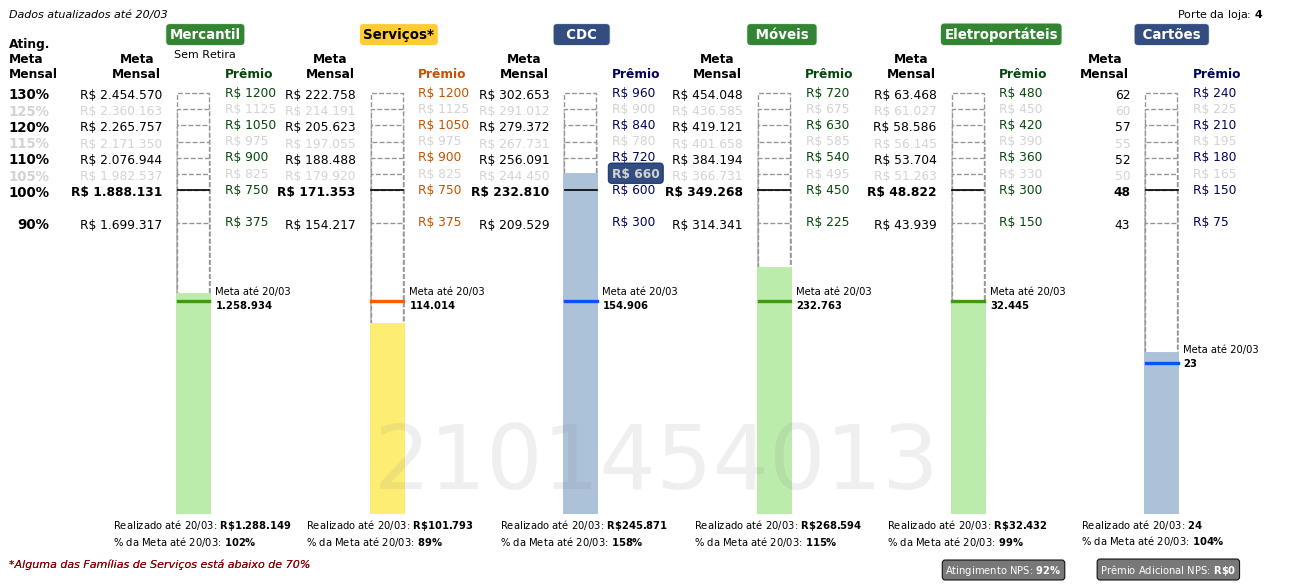 Dados atualizados até 20/03
Porte da loja: 4
Mercantil Serviços* CDC Móveis Eletroportáteis Cartões
Sem Retira
Ating. Meta Mensal
Meta Mensal Prêmio Meta Mensal Prêmio Meta Mensal Prêmio Meta Mensal Prêmio Meta Mensal Prêmio Meta Mensal Prêmio
130% R$ 2.454.570 R$ 1200 R$ 222.758 R$ 1200 R$ 302.653 R$ 960 R$ 454.048 R$ 720 R$ 63.468 R$ 480 62 R$ 240
125% R$ 2.360.163 R$ 1125 R$ 214.191 R$ 1125 R$ 291.012 R$ 900 R$ 436.585 R$ 675 R$ 61.027 R$ 450 60 R$ 225
120% R$ 2.265.757 R$ 1050 R$ 205.623 R$ 1050 R$ 279.372 R$ 840 R$ 419.121 R$ 630 R$ 58.586 R$ 420 57 R$ 210
115% R$ 2.171.350 R$ 975 R$ 197.055 R$ 975 R$ 267.731 R$ 780 R$ 401.658 R$ 585 R$ 56.145 R$ 390 55 R$ 195
110% R$ 2.076.944 R$ 900 R$ 188.488 R$ 900 R$ 256.091 R$ 720 R$ 384.194 R$ 540 R$ 53.704 R$ 360 52 R$ 180
105% R$ 1.982.537 R$ 825 R$ 179.920 R$ 825 R$ 244.450 R$ 660 R$ 366.731 R$ 495 R$ 51.263 R$ 330 50 R$ 165
100% R$ 1.888.131 R$ 750 R$ 171.353 R$ 750 R$ 232.810 R$ 600 R$ 349.268 R$ 450 R$ 48.822 R$ 300 48 R$ 150
90% R$ 1.699.317 R$ 375 R$ 154.217 R$ 375 R$ 209.529 R$ 300 R$ 314.341 R$ 225 R$ 43.939 R$ 150 43 R$ 75
Meta até 20/03 Meta até 20/03 Meta até 20/03 Meta até 20/03 Meta até 20/03
1.258.934 114.014 154.906 232.763 32.445
Meta até 20/03
23
2101454013
Realizado até 20/03: R$1.288.149 Realizado até 20/03: R$101.793 Realizado até 20/03: R$245.871 Realizado até 20/03: R$268.594 Realizado até 20/03: R$32.432 Realizado até 20/03: 24
% da Meta até 20/03: 102% % da Meta até 20/03: 89% % da Meta até 20/03: 158% % da Meta até 20/03: 115% % da Meta até 20/03: 99% % da Meta até 20/03: 104%
*Alguma das Famílias de Serviços está abaixo de 70%
Atingimento NPS: 92% Prêmio Adicional NPS: R$0